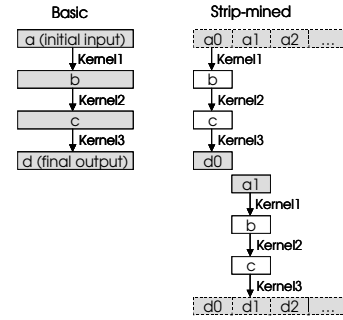 Basic
Strip-mined
a (initial input)
a0 a1 a2 ...
Kernel1
Kernel1
b
b
Kernel2
Kernel2
c
c
Kernel3
Kernel3
d (final output)
d0
a1
Kernel1
b
Kernel2
c
Kernel3
d0 d1 d2 ...